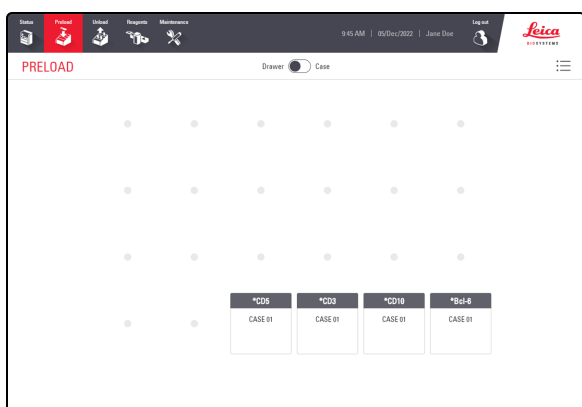 Status Preload Unload Reagents Maintenance
9:45 AM | 05/Dec/2022 | Jane Doe
Log out
Leica
BIOSYSTEMS
PRELOAD
Drawer Case
*CD5 *CD3 *CD10 *Bcl-6
CASE 01 CASE 01 CASE 01 CASE 01